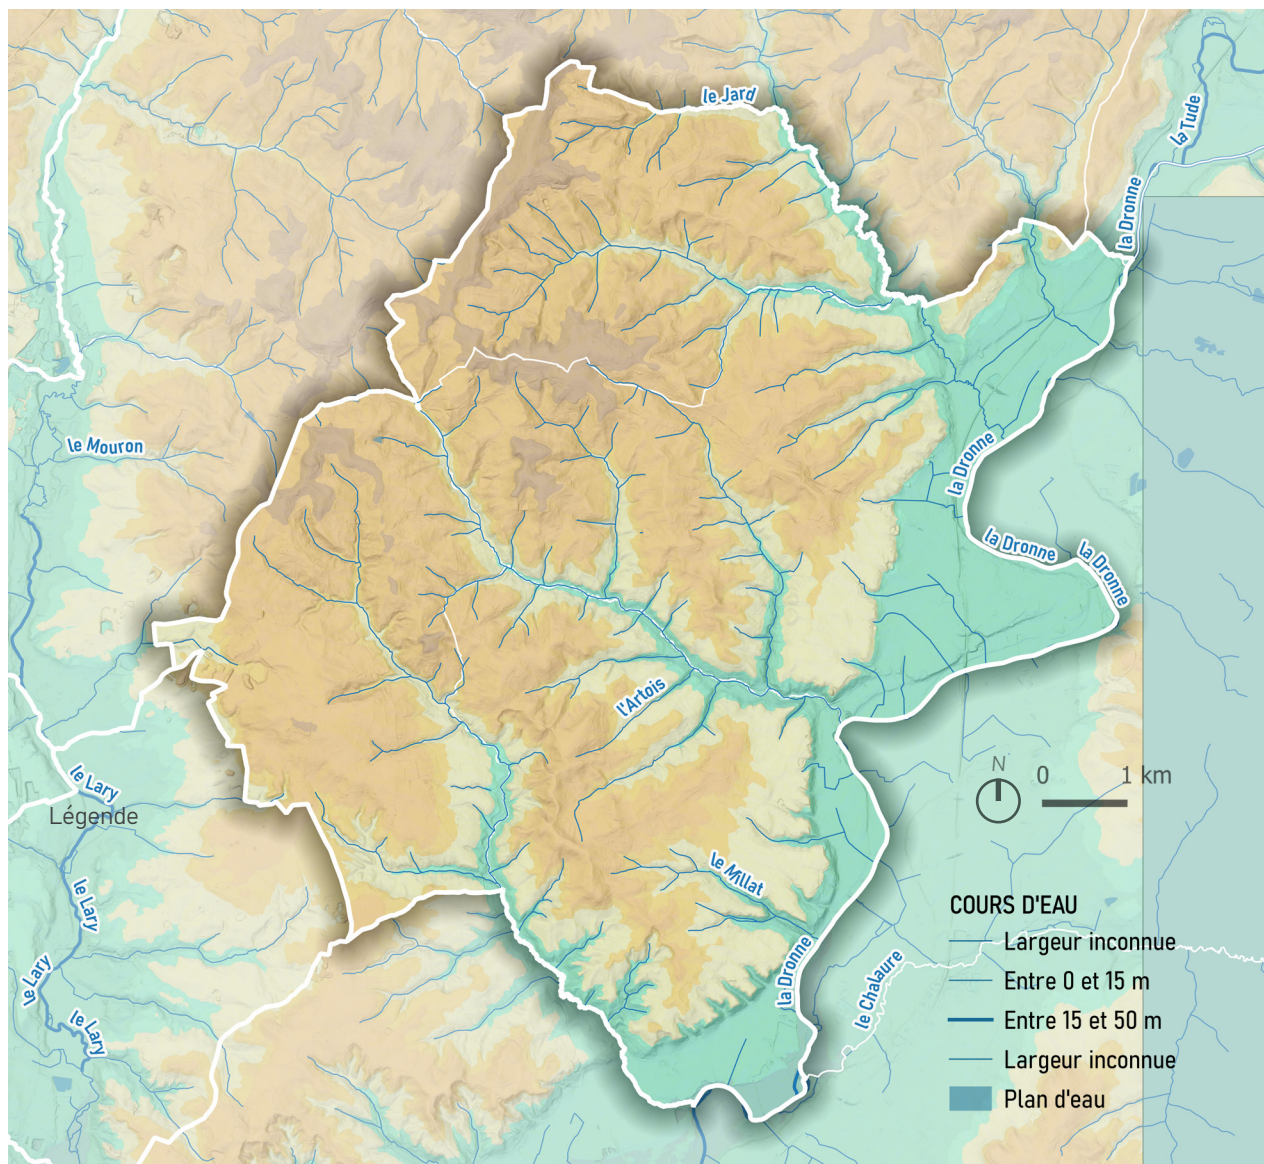 le Jard
la Tude
la Dronne
le Mouron
la Dronne
la Dronne
la Dronne
l'Artois
N
0 1 km
le Lary
Légende
le Millat
le Lary
COURS D'EAU
la Dronne
le Chalaure
Largeur inconnue
le Lary
Entre 0 et 15 m
le Lary
Entre 15 et 50 m
Largeur inconnue
Plan d'eau